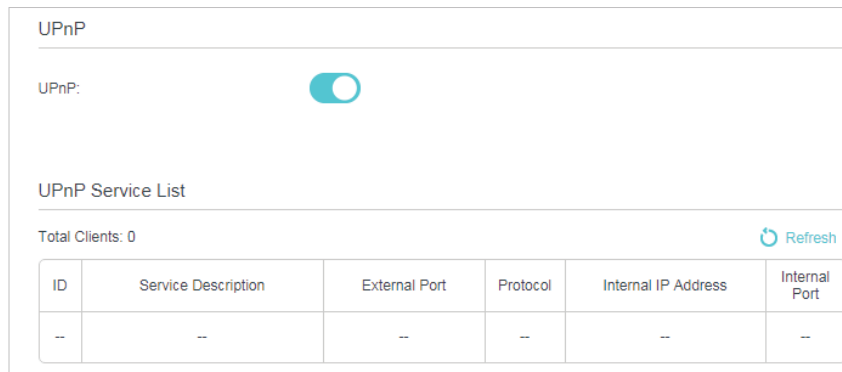 UPnP
UPnP:
UPnP Service List
Total Clients: 0
Refresh
ID Service Description External Port Protocol Internal IP Address Internal Port
-- -- -- -- -- --